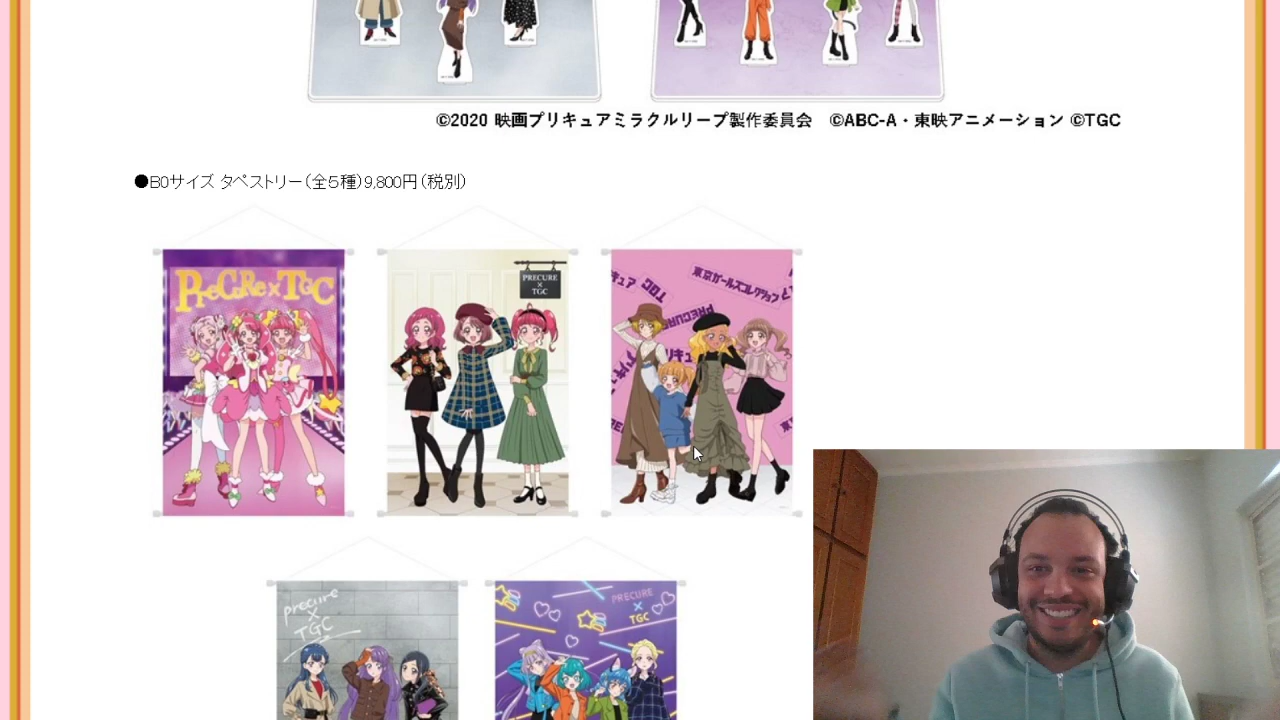 ©2020 映画プリキュアミラクルリープ製作委員会　©ABC-A・東映アニメーション ©TGC
●B0サイズ タペストリー（全５種）9,800円（税別）
PreCuRe×TGC
PRECURE
×
TGC
東京ガールズコレクション
TGC
PRECURE
precure
×
TGC
PRECURE
×
TGC